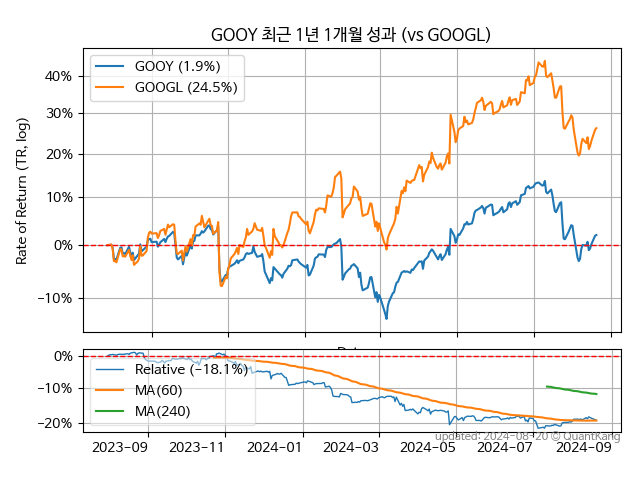 GOOY 최근 1년 1개월 성과 (vs GOOGL)
GOOY (1.9%)
GOOGL (24.5%)
Rate of Return (TR, log)
40%
30%
20%
10%
0%
−10%
0%
−10%
−20%
Relative (−18.1%)
MA(60)
MA(240)
updated: 2024-08-20 © QuantKang
2023-09
2023-11
2024-01
2024-03
2024-05
2024-07
2024-09